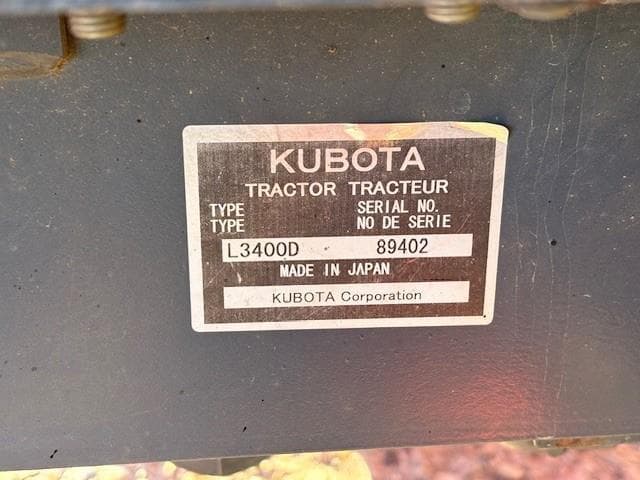 KUBOTA
TRACTOR TRACTEUR
TYPE SERIAL NO.
TYPE NO DE SERIE
L3400D 89402
MADE IN JAPAN
KUBOTA Corporation